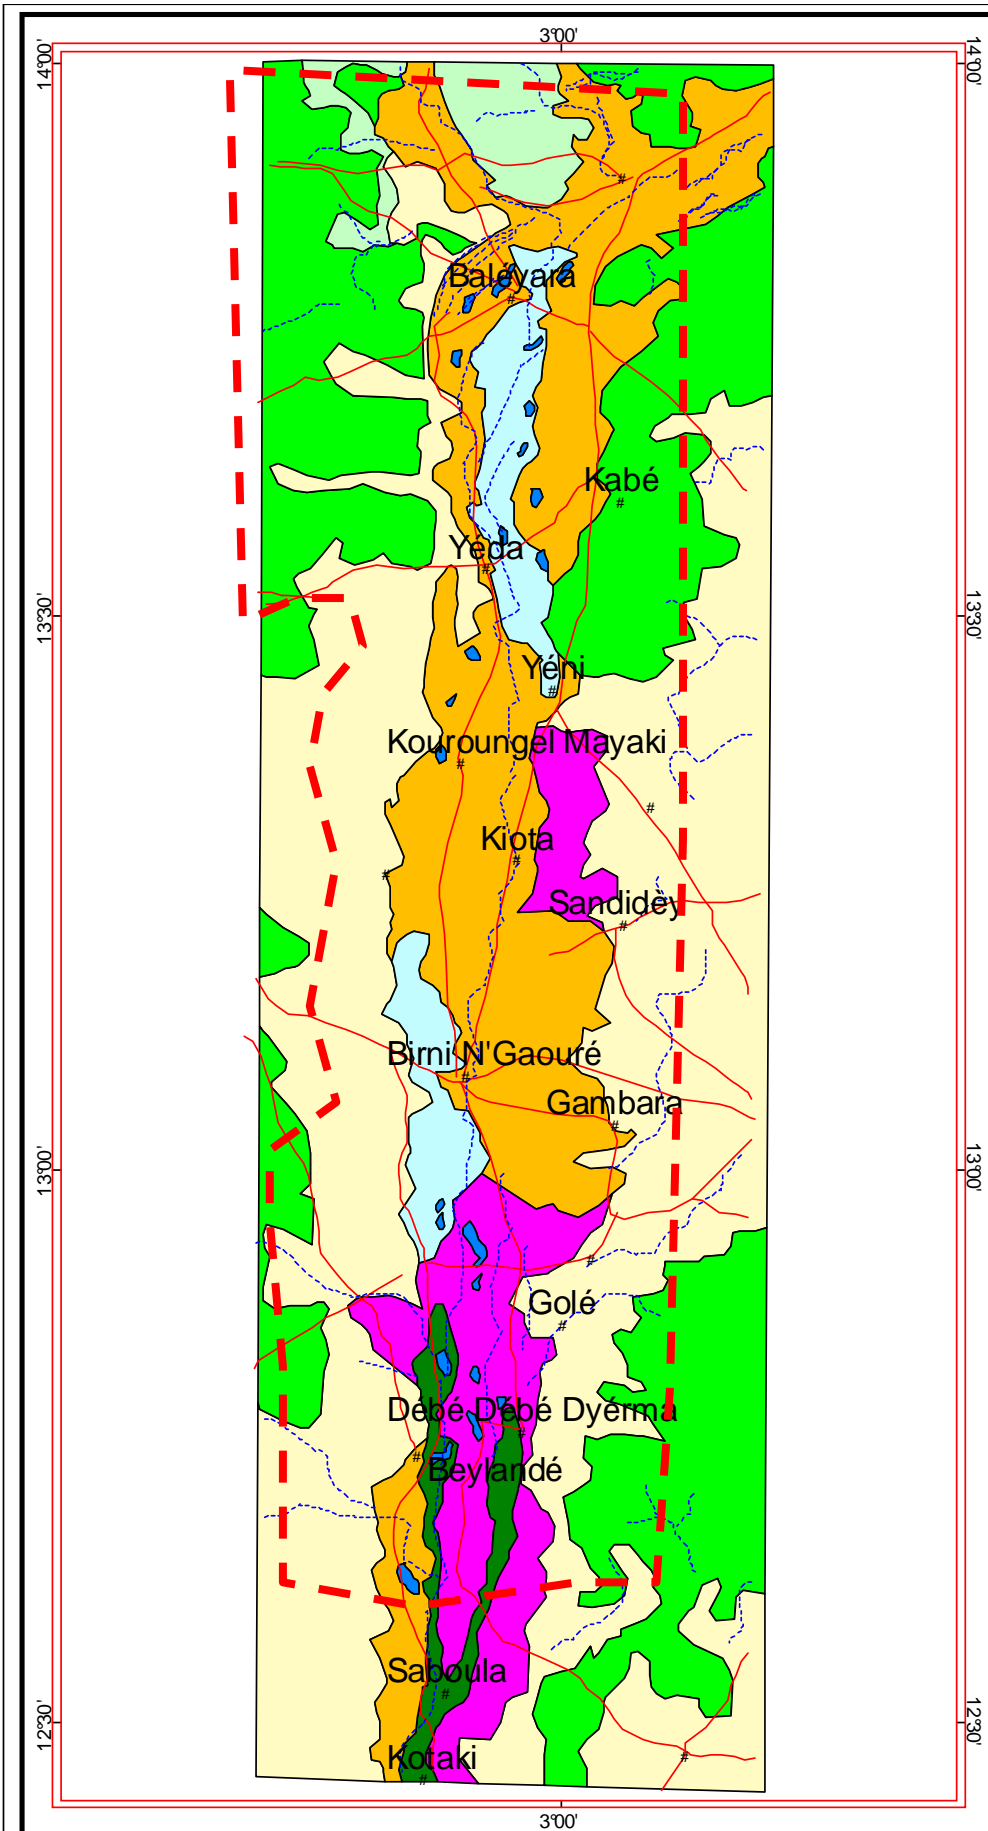 3°00'
14°00'
14°00'
Baléyara
Kabé
Yéda
13°30'
13°30'
Yéni
Kouroungel Mayaki
Kiota
Sandidéy
Birni N'Gaouré
Gambara
13°00'
13°00'
Golé
Débé Débé Dyérma
Beylandé
Saboula
12°30'
12°30'
Kotaki
3°00'